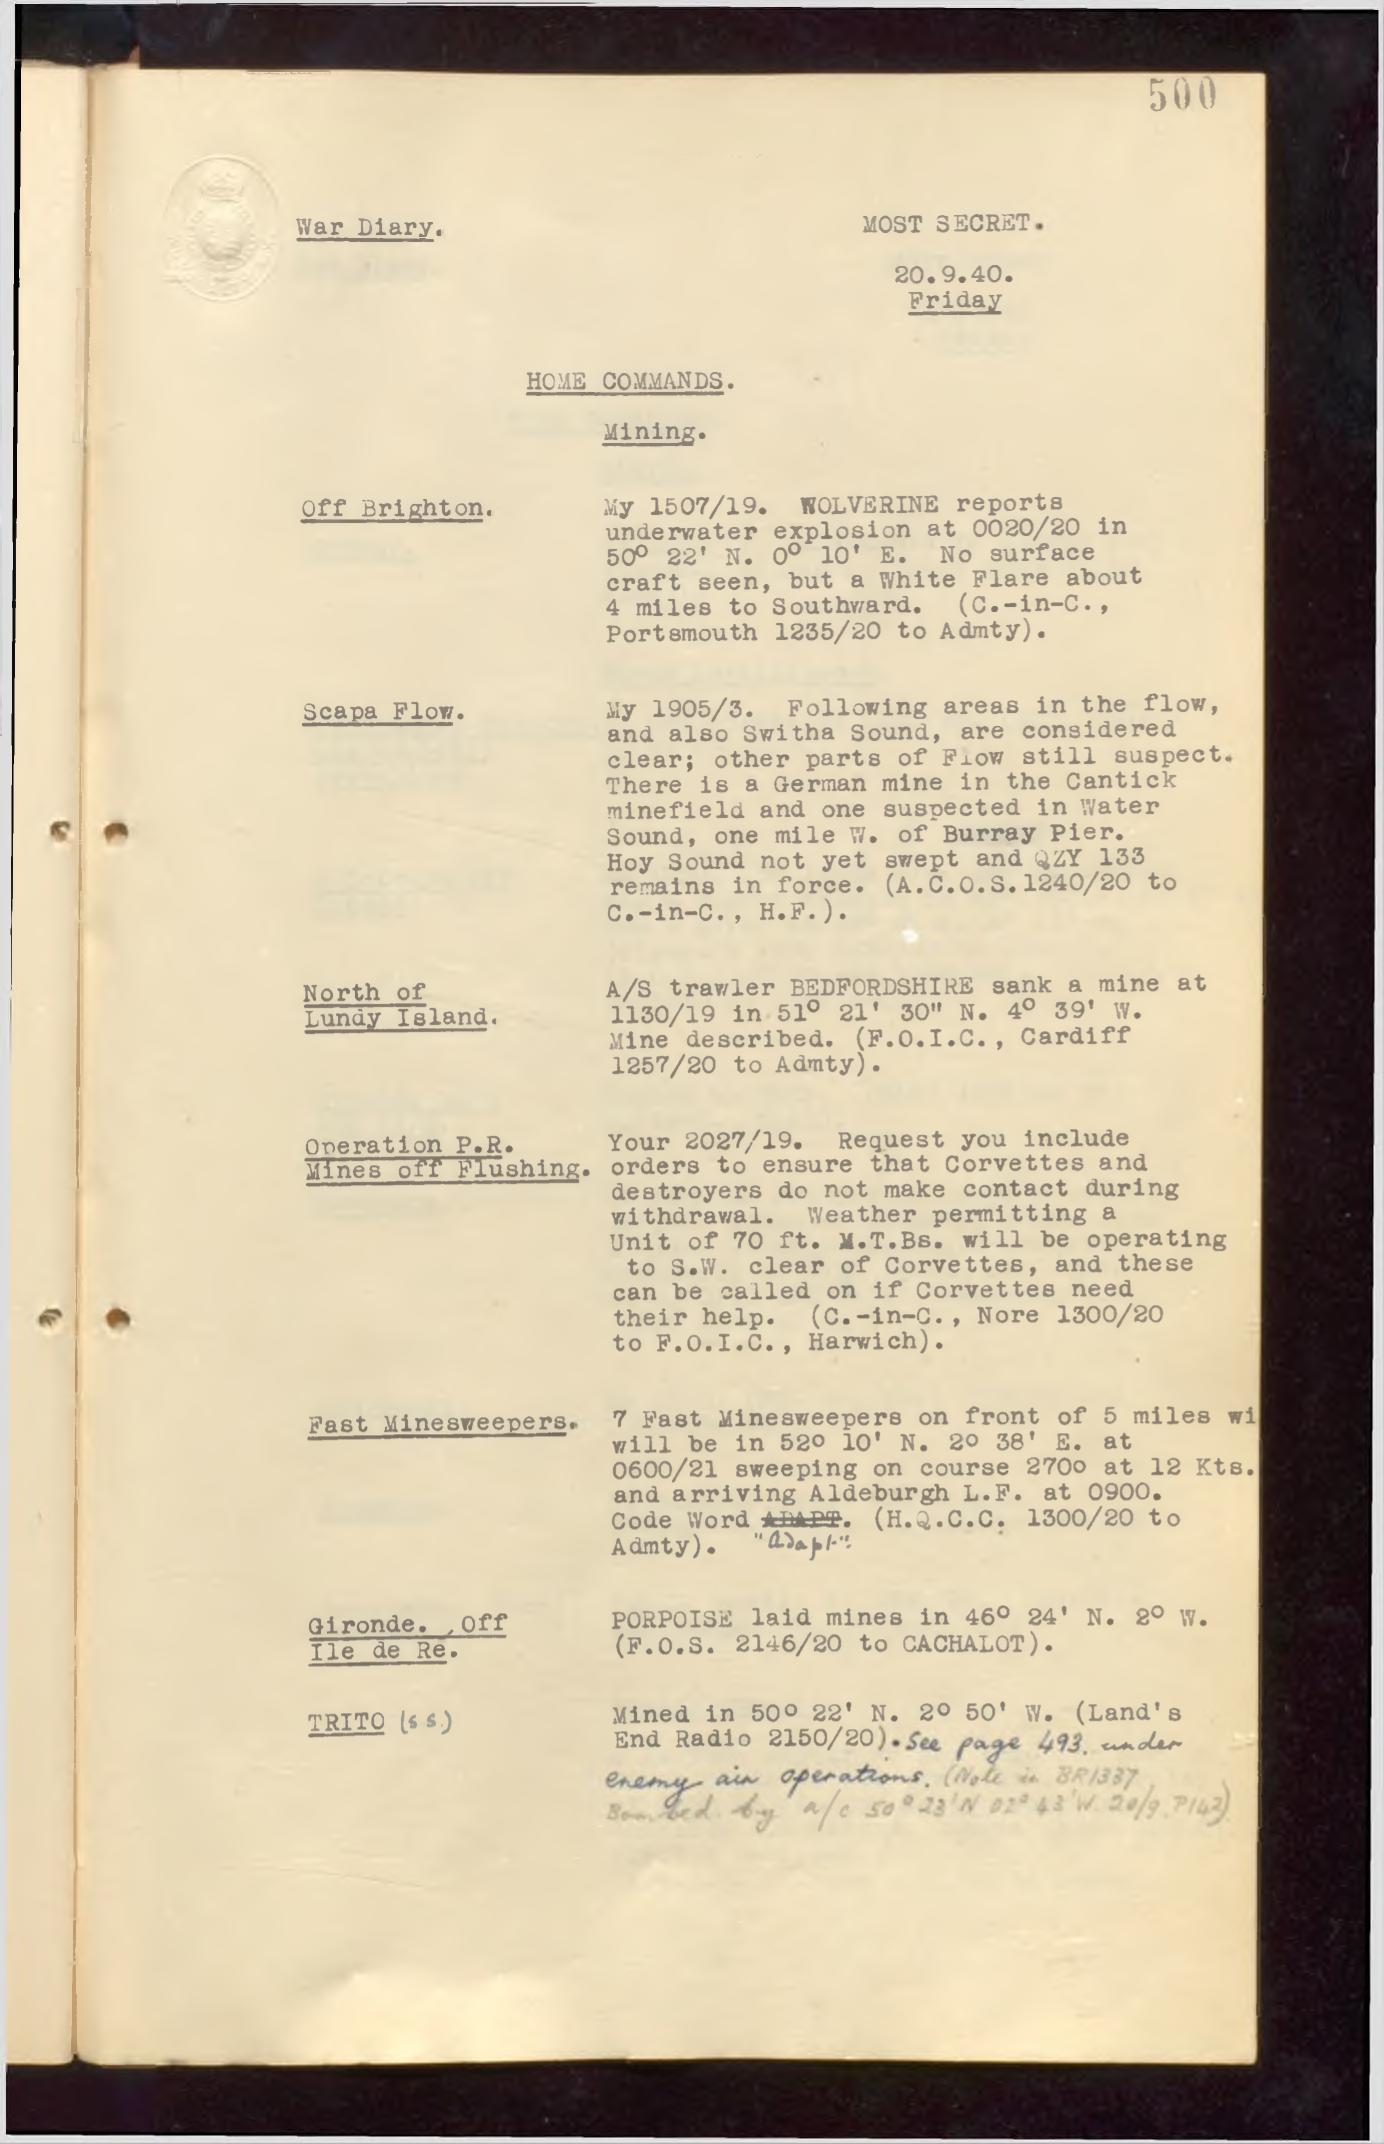 500
War Diary.
MOST SECRET.
20.9.40.
Friday
HOME COMMANDS.
Mining.
Off Brighton.
My 1507/19. WOLVERINE reports
underwater explosion at 0020/20 in
50° 22' N. 0° 10' E. No surface
craft seen, but a White Flare about
4 miles to Southward. (C.-in-C.,
Portsmouth 1235/20 to Admty).
Scapa Flow.
My 1905/3. Following areas in the flow,
and also Switha Sound, are considered
clear; other parts of Flow still suspect.
There is a German mine in the Cantick
minefield and one suspected in Water
Sound, one mile W. of Burray Pier.
Hoy Sound not yet swept and QZY 133
remains in force. (A.C.O.S.1240/20 to
C.-in-C., H.F.).
North of
Lundy Island.
A/S trawler BEDFORDSHIRE sank a mine at
1130/19 in 51° 21' 30" N. 4° 39' W.
Mine described. (F.O.I.C., Cardiff
1257/20 to Admty).
Operation P.R.
Mines off Flushing.
Your 2027/19. Request you include
orders to ensure that Corvettes and
destroyers do not make contact during
withdrawal. Weather permitting a
Unit of 70 ft. M.T.Bs. will be operating
to S.W. clear of Corvettes, and these
can be called on if Corvettes need
their help. (C.-in-C., Nore 1300/20
to F.O.I.C., Harwich).
Fast Minesweepers.
7 Fast Minesweepers on front of 5 miles wi
will be in 52o 10' N. 2o 38' E. at
0600/21 sweeping on course 270o at 12 Kts.
and arriving Aldeburgh L.F. at 0900.
Code Word ADAPT. (H.Q.C.C. 1300/20 to
Admty). "Adapt".
Gironde. , Off
Ile de Re.
PORPOISE laid mines in 46° 24' N. 2° W.
(F.O.S. 2146/20 to CACHALOT).
TRITO (s s.)
Mined in 50° 22' N. 2° 50' W. (Land's
End Radio 2150/20). See page 493. under
enemy air operations. (Note in BR1337
Bombed by a/c 50° 23'N 02° 43'W. 20/9. P142)